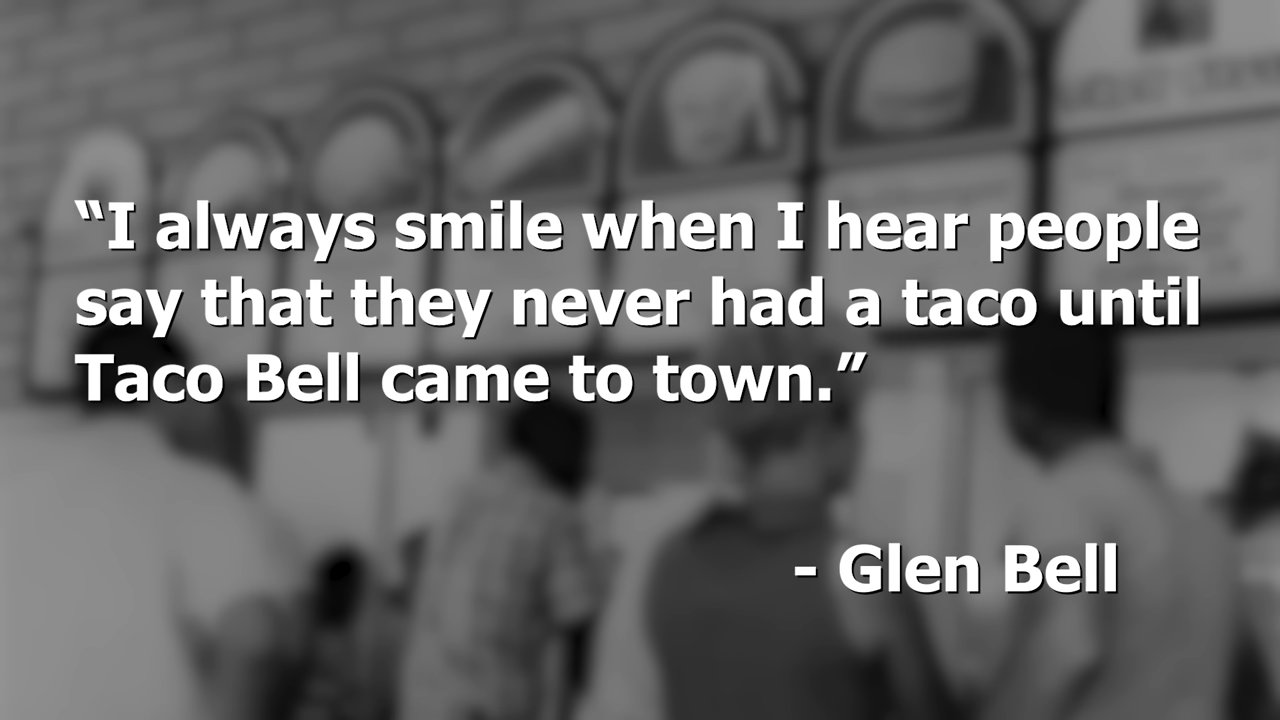 “I always smile when I hear people
say that they never had a taco until
Taco Bell came to town.”
- Glen Bell